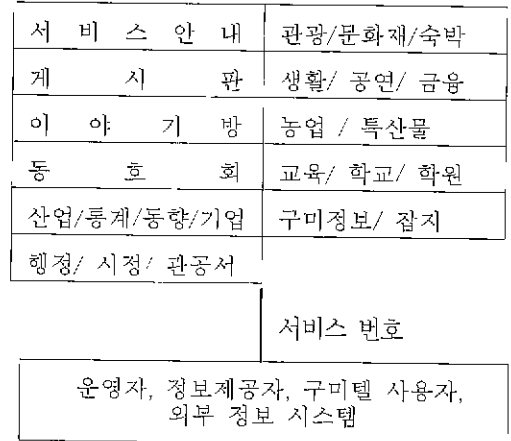 서 비 스 안 내 관광/문화재/숙박
게 시 판 생활/ 공연/ 금융
이 야 기 방 농업 / 특산물
동 호 회 교육/ 학교/ 학원
산업/통계/동향/기업 구미정보/ 잡지
행정/ 시정/ 관공서
서비스 번호
운영자, 정보제공자, 구미텔 사용자,
외부 정보 시스템